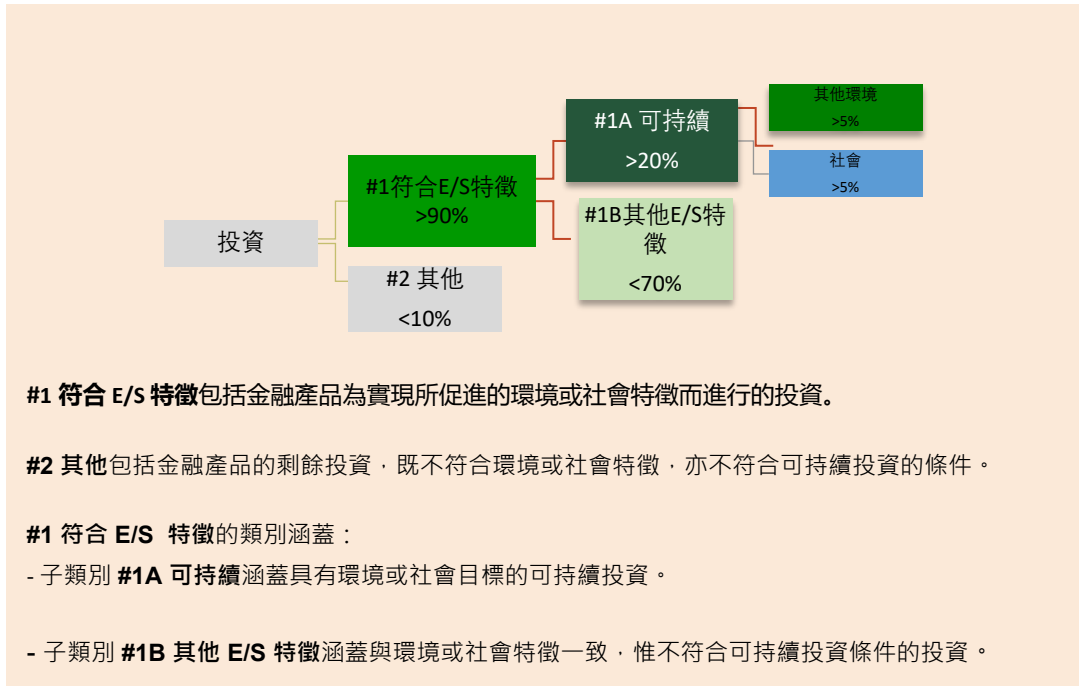 投資
#1符合E/S特徵
>90%
#2 其他
<10%
#1A 可持續
>20%
#1B其他E/S特
徵
<70%
其他環境
>5%
社會
>5%
#1 符合 E/S 特徵包括金融產品為實現所促進的環境或社會特徵而進行的投資。
#2 其他包括金融產品的剩餘投資，既不符合環境或社會特徵，亦不符合可持續投資的條件。
#1 符合 E/S 特徵的類別涵蓋：
- 子類別 #1A 可持續涵蓋具有環境或社會目標的可持續投資。
- 子類別 #1B 其他 E/S 特徵涵蓋與環境或社會特徵一致，惟不符合可持續投資條件的投資。